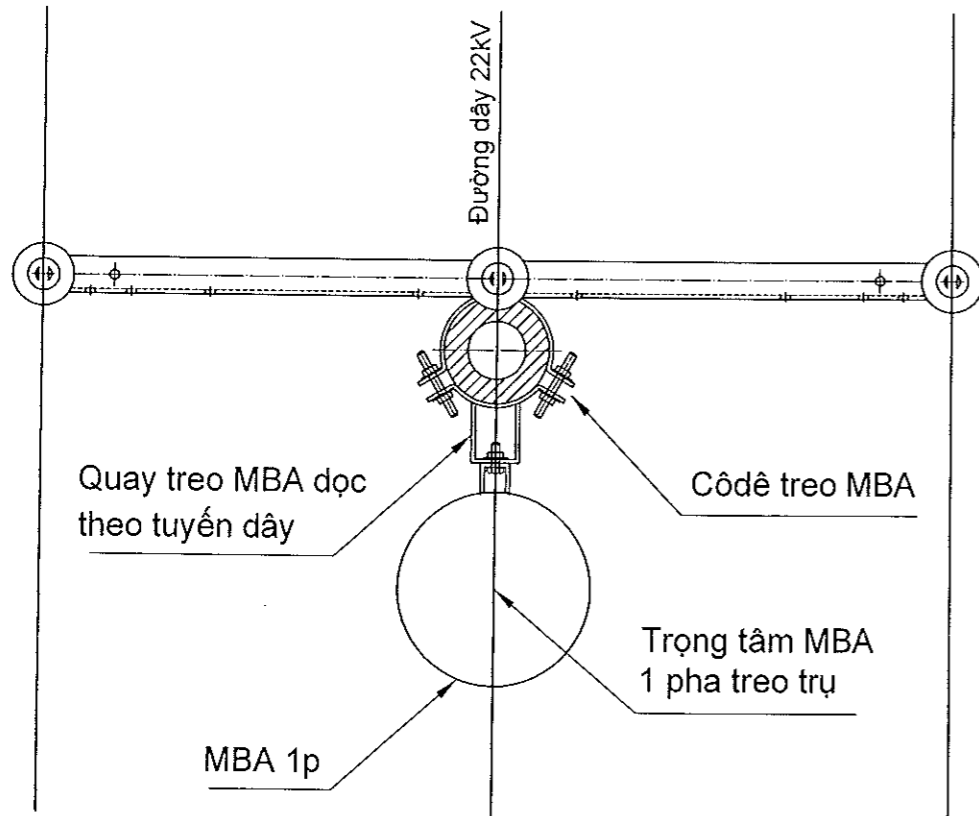 Đường dây 22kV
Quay treo MBA dọc
theo tuyến dây
Côdê treo MBA
Trọng tâm MBA
1 pha treo trụ
MBA 1p